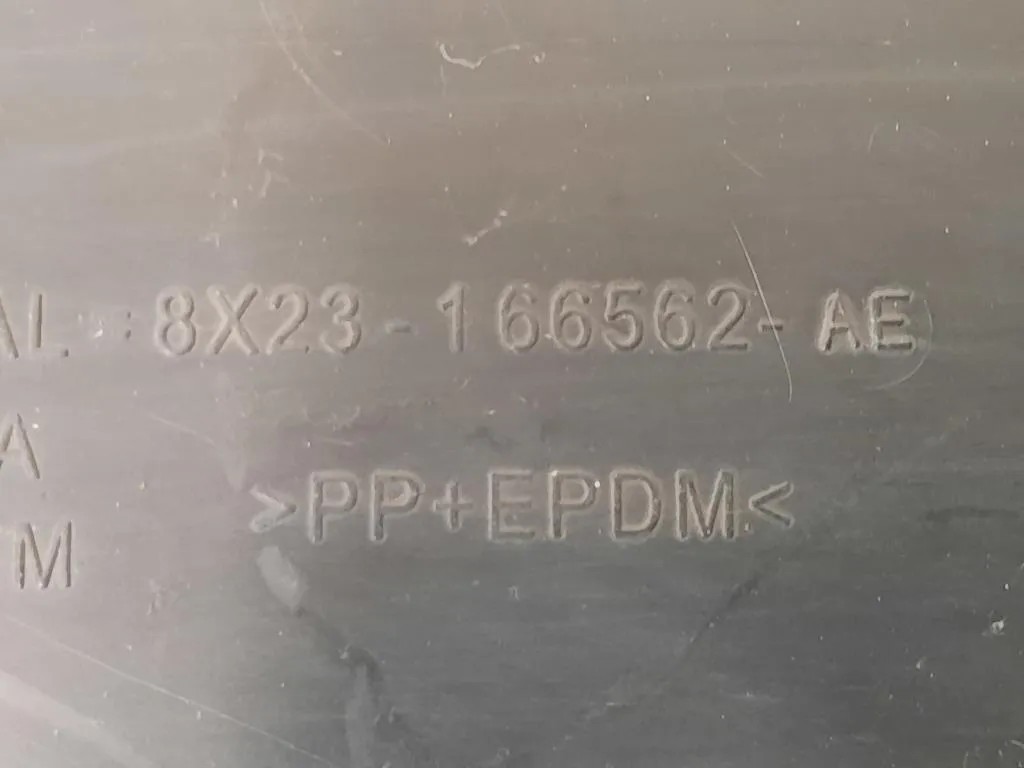 AL : 8X23-166562-AE
A
>PP+EPDM<
M